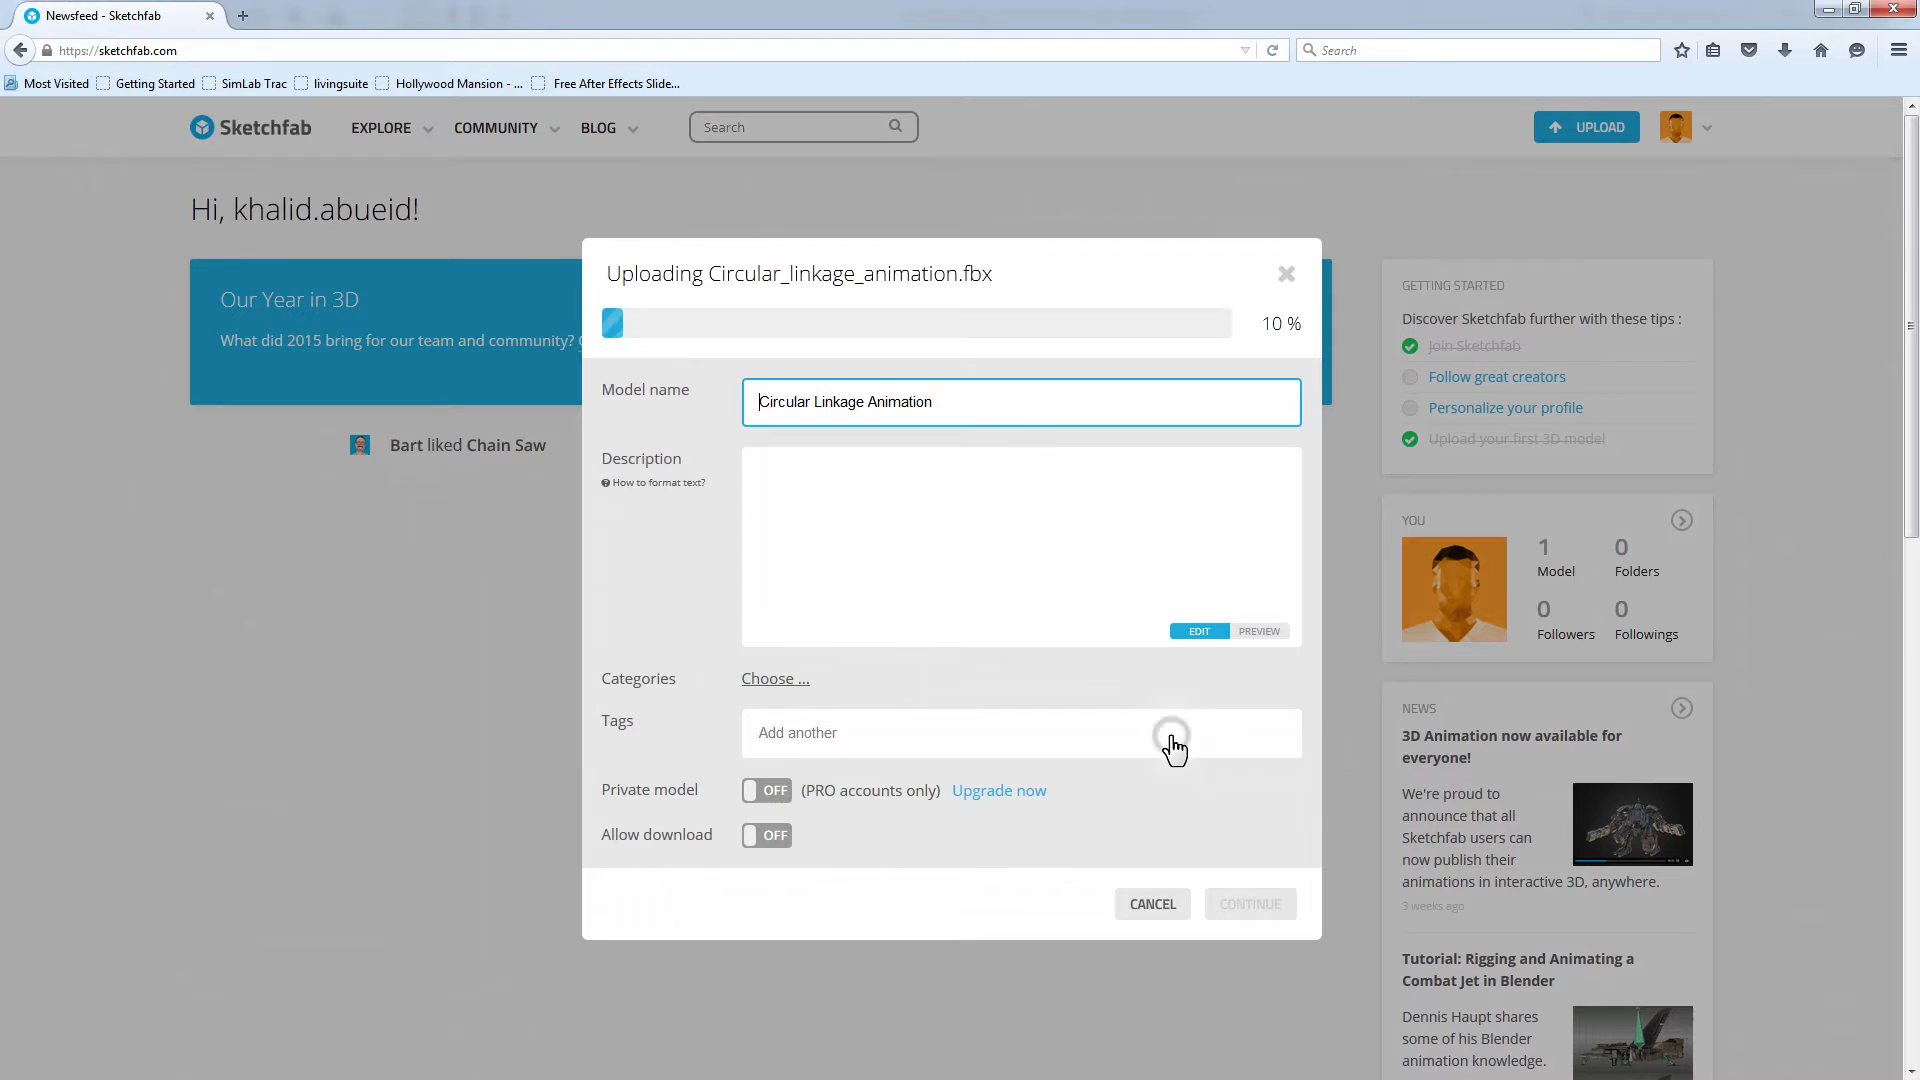 Newsfeed - Sketchfab
https://sketchfab.com
Search
Most Visited
Getting Started
SimLab Trac
livingsuite
Hollywood Mansion - ...
Free After Effects Slide...
Sketchfab
EXPLORE
COMMUNITY
BLOG
Search
UPLOAD
Hi, khalid.abueid!
Our Year in 3D
What did 2015 bring for our team and community?
Bart liked Chain Saw
Uploading Circular_linkage_animation.fbx
10 %
Model name
Circular Linkage Animation
Description
How to format text?
EDIT
PREVIEW
Categories
Choose ...
Tags
Add another
Private model
OFF
(PRO accounts only)
Upgrade now
Allow download
OFF
CANCEL
CONTINUE
GETTING STARTED
Discover Sketchfab further with these tips :
Join Sketchfab
Follow great creators
Personalize your profile
Upload your first 3D model
YOU
1
Model
0
Folders
0
Followers
0
Followings
NEWS
3D Animation now available for
everyone!
We're proud to
announce that all
Sketchfab users can
now publish their
animations in interactive 3D, anywhere.
3 weeks ago
Tutorial: Rigging and Animating a
Combat Jet in Blender
Dennis Haupt shares
some of his Blender
animation knowledge.